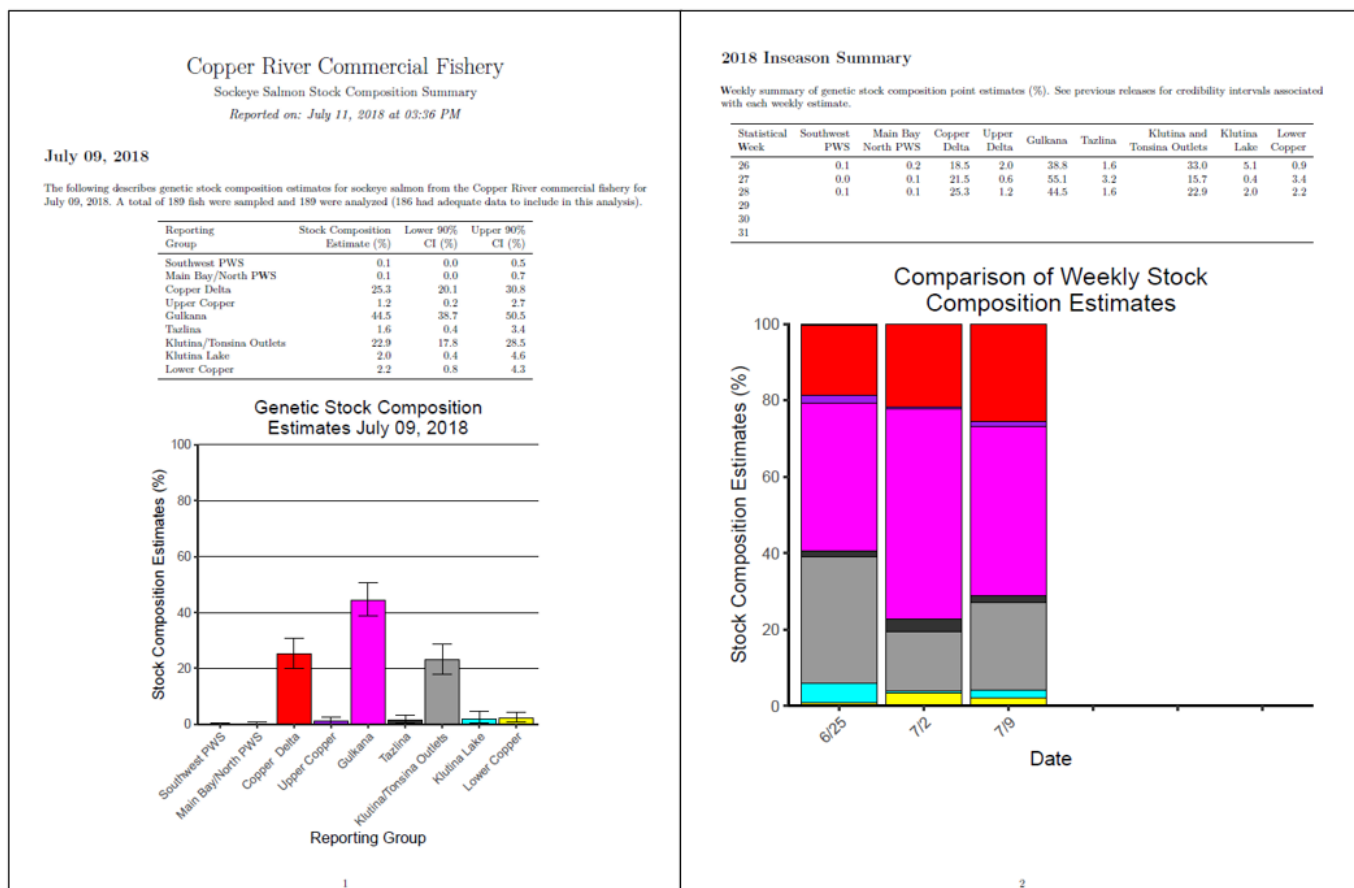 Copper River Commercial Fishery
Sockeye Salmon Stock Composition Summary
Reported on: July 11, 2018 at 03:36 PM
July 09, 2018
The following describes genetic stock composition estimates for sockeye salmon from the Copper River commercial fishery for
July 09, 2018. A total of 189 fish were sampled and 189 were analyzed (186 had adequate data to include in this analysis).
Reporting Stock Composition Lower 90% Upper 90%
Group Estimate (%) CI (%) CI (%)
Southwest PWS 0.1 0.0 0.5
Main Bay/North PWS 0.1 0.0 0.7
Copper Delta 25.3 20.1 30.8
Upper Copper 1.2 0.2 2.7
Gulkana 44.5 38.7 50.5
Tazlina 1.6 0.4 3.4
Klutina/Tonsina Outlets 22.9 17.8 28.5
Klutina Lake 2.0 0.4 4.6
Lower Copper 2.2 0.8 4.3
Genetic Stock Composition
Estimates July 09, 2018
Stock Composition Estimates (%)
100
80
60
40
20
0
Southwest PWS
Main Bay/North PWS
Copper Delta
Upper Copper
Gulkana
Tazlina
Klutina/Tonsina Outlets
Klutina Lake
Lower Copper
Reporting Group
1
2018 Inseason Summary
Weekly summary of genetic stock composition point estimates (%). See previous releases for credibility intervals associated
with each weekly estimate.
Statistical Southwest Main Bay Copper Upper Gulkana Tazlina Klutina and Klutina Lower
Week PWS North PWS Delta Delta Tonsina Outlets Lake Copper
26 0.1 0.2 18.5 2.0 38.8 1.6 33.0 5.1 0.9
27 0.0 0.1 21.5 0.6 55.1 3.2 15.7 0.4 3.4
28 0.1 0.1 25.3 1.2 44.5 1.6 22.9 2.0 2.2
29
30
31
Comparison of Weekly Stock
Composition Estimates
Stock Composition Estimates (%)
100
80
60
40
20
0
6/25
7/2
7/9
Date
2